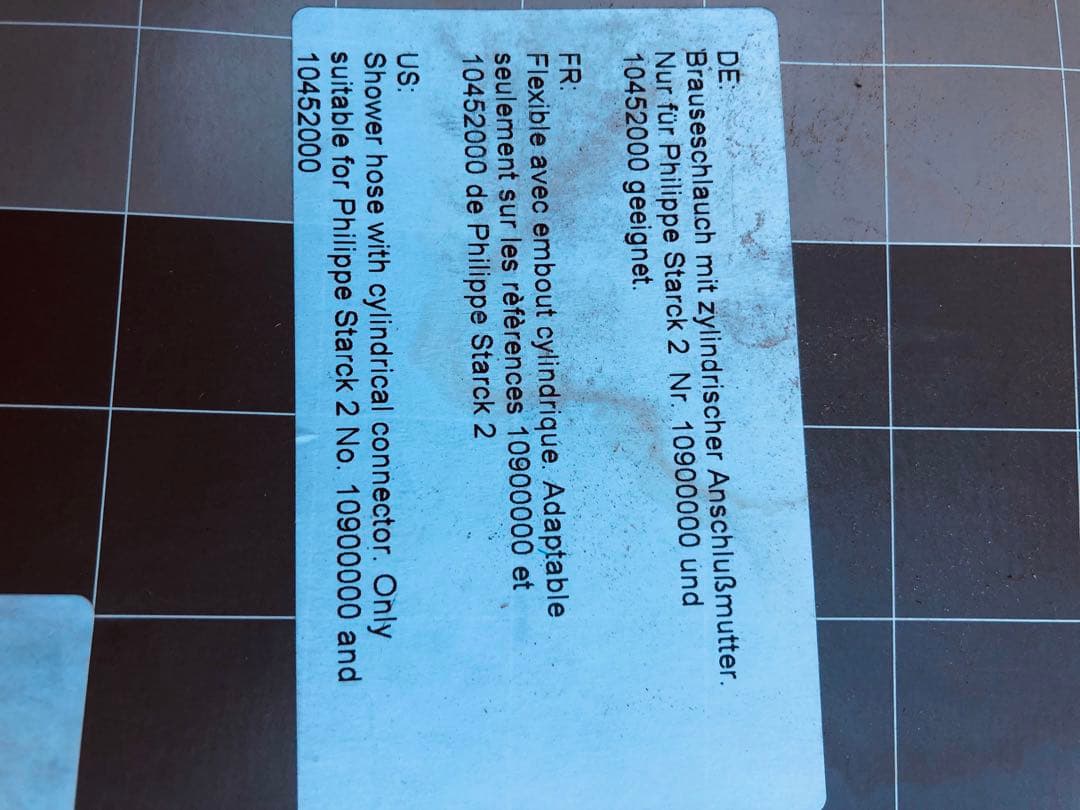 DE:
Brauseschlauch mit zylindrischer Anschlußmutter.
Nur für Philippe Starck 2 Nr. 10900000 und
10452000 geeignet.
FR:
Flexible avec embout cylindrique. Adaptable
seulement sur les rèfèrences 10900000 et
10452000 de Philippe Starck 2
US:
Shower hose with cylindrical connector. Only
suitable for Philippe Starck 2 No. 10900000 and
10452000